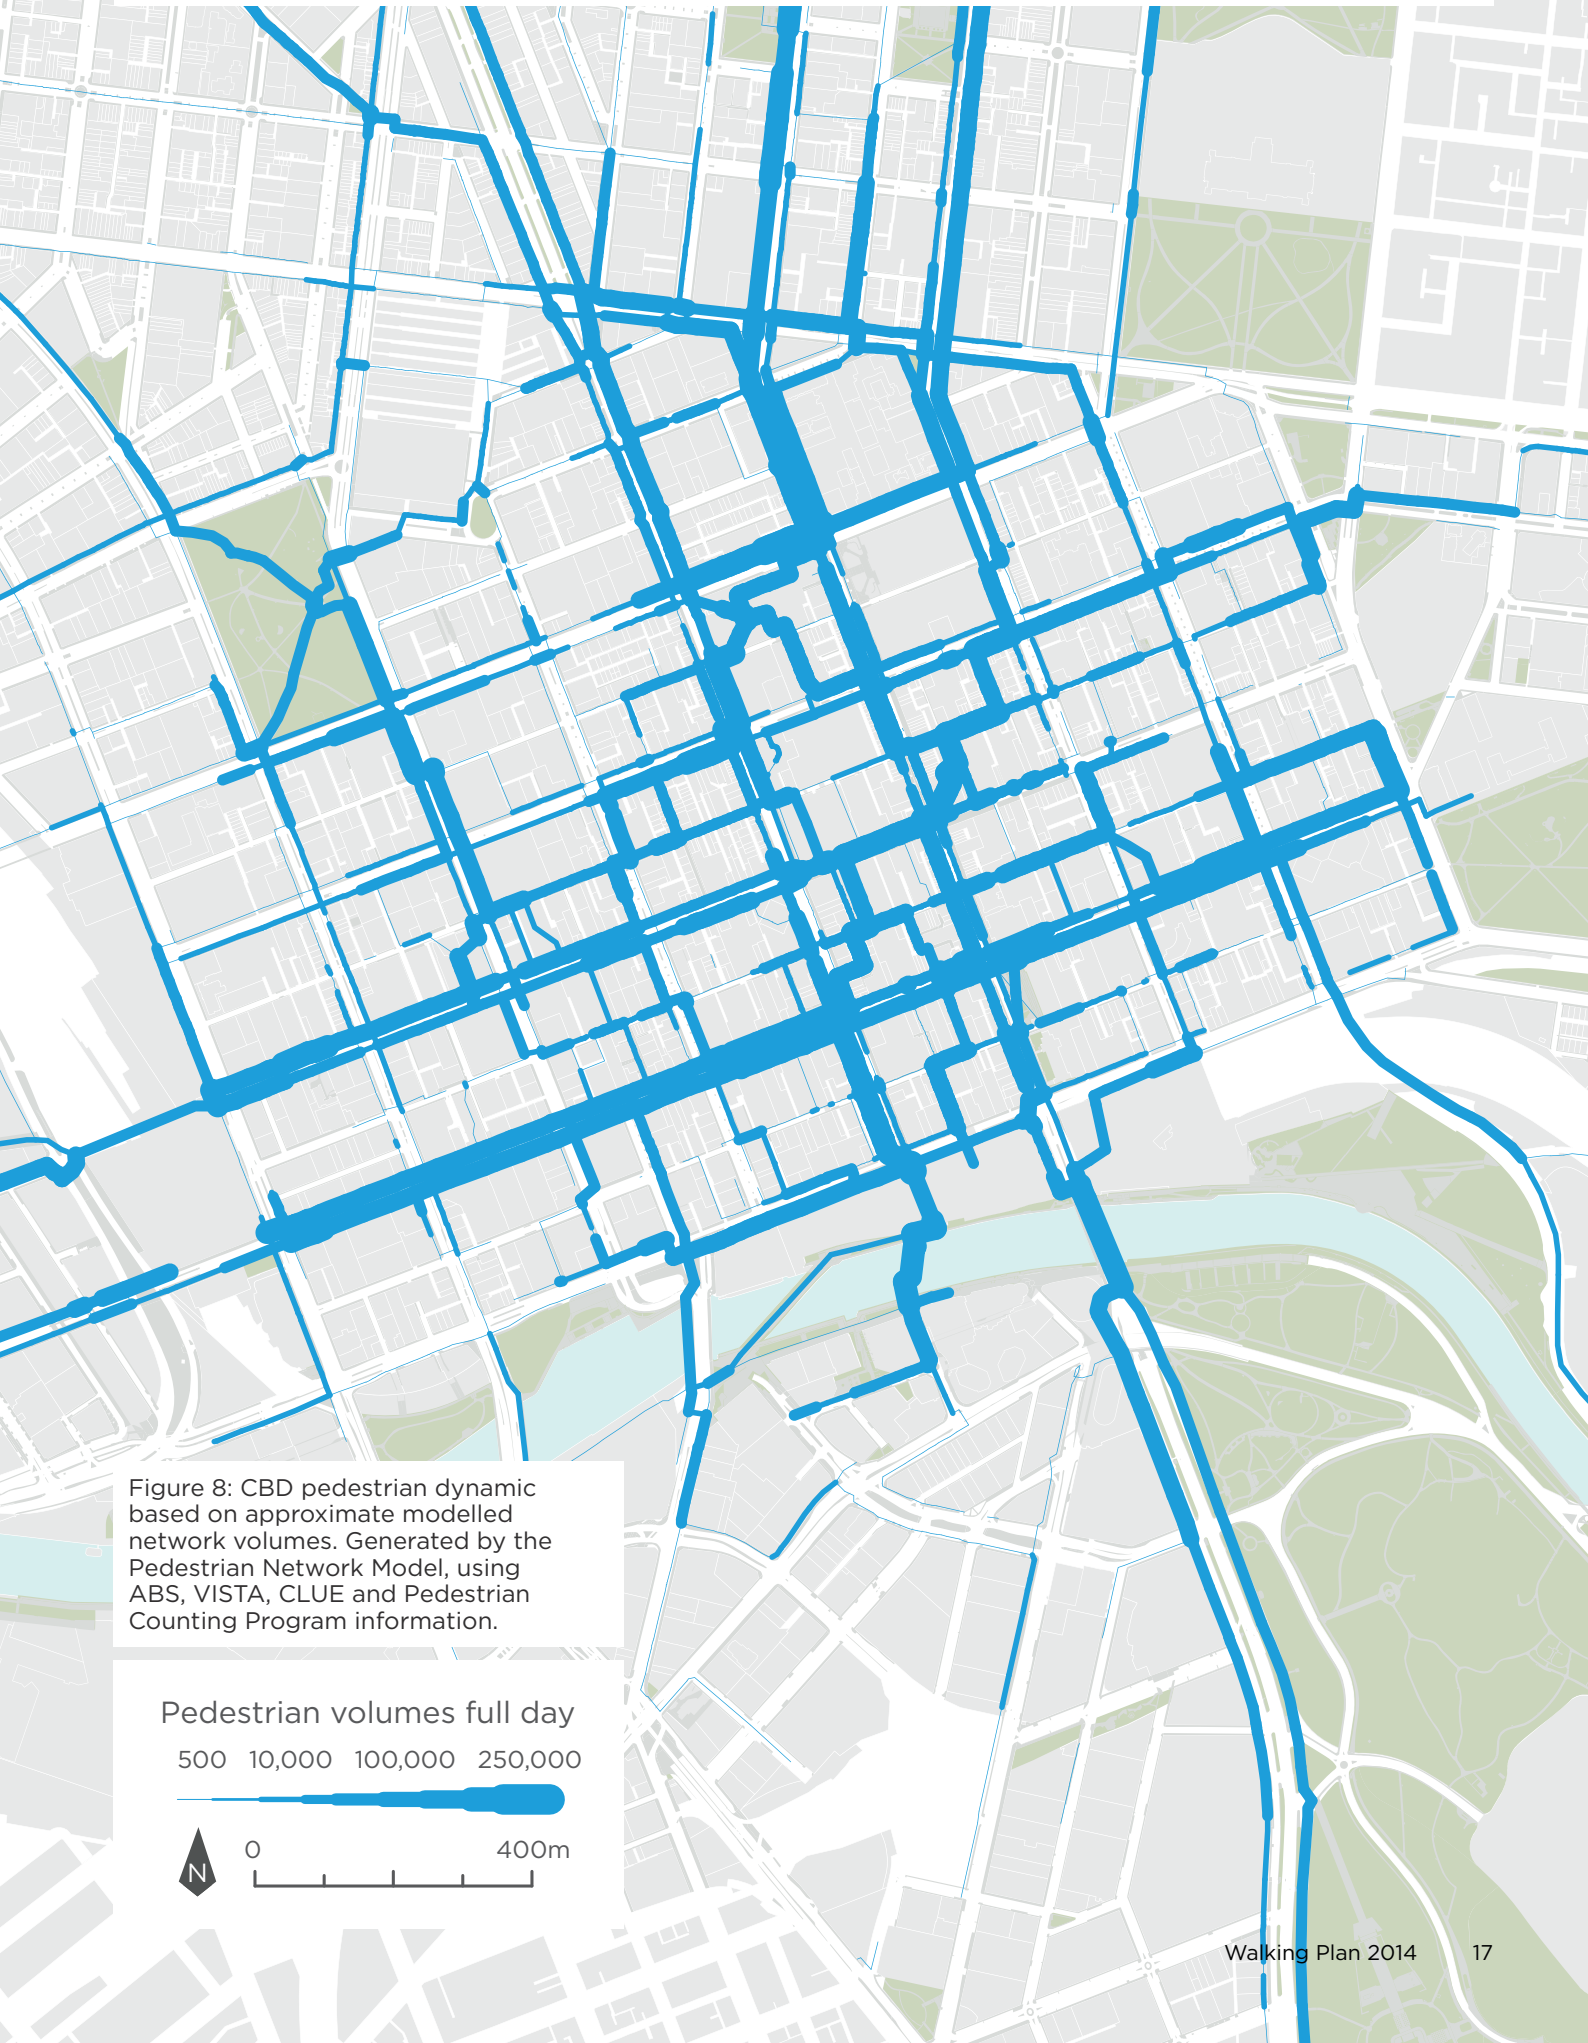 Figure 8: CBD pedestrian dynamic
based on approximate modelled
network volumes. Generated by the
Pedestrian Network Model, using
ABS, VISTA, CLUE and Pedestrian
Counting Program information.
Pedestrian volumes full day
500 10,000 100,000 250,000
0 400m
N
Walking Plan 2014 17